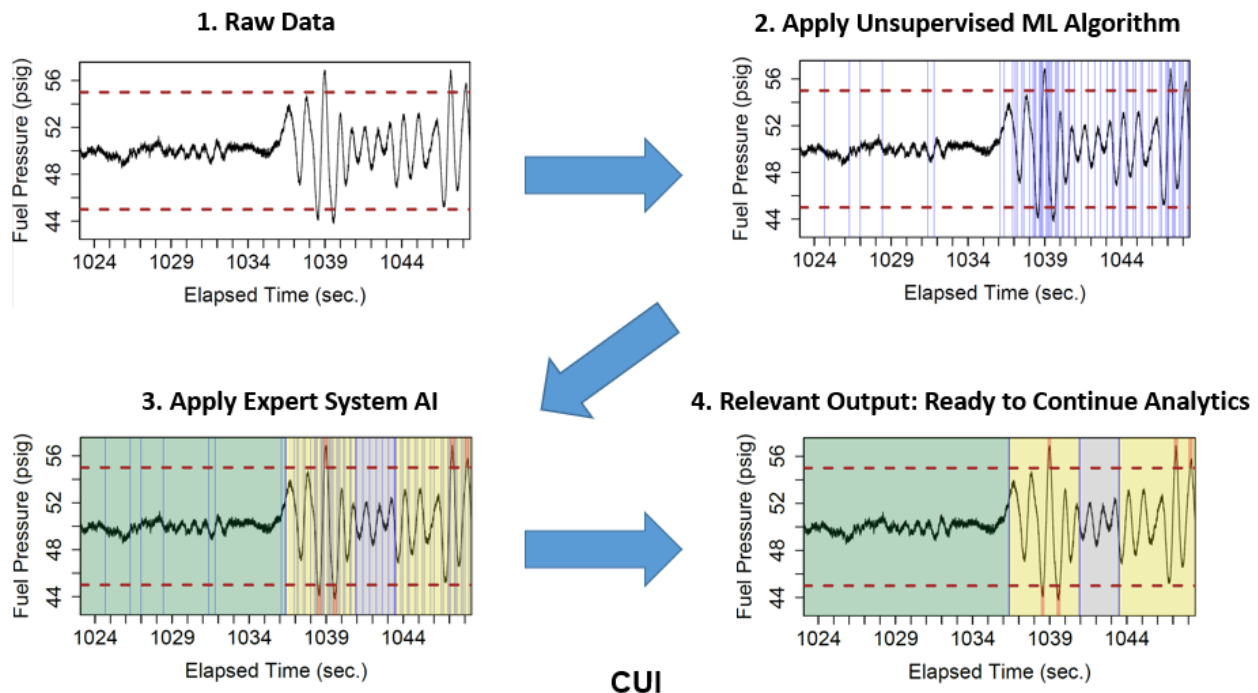 1. Raw Data
56
52
48
44
Fuel Pressure (psig)
1024 1029 1034 1039 1044
Elapsed Time (sec.)
2. Apply Unsupervised ML Algorithm
56
52
48
44
Fuel Pressure (psig)
1024 1029 1034 1039 1044
Elapsed Time (sec.)
3. Apply Expert System AI
56
52
48
44
Fuel Pressure (psig)
1024 1029 1034 1039 1044
Elapsed Time (sec.)
4. Relevant Output: Ready to Continue Analytics
56
52
48
44
Fuel Pressure (psig)
1024 1029 1034 1039 1044
Elapsed Time (sec.)
CUI